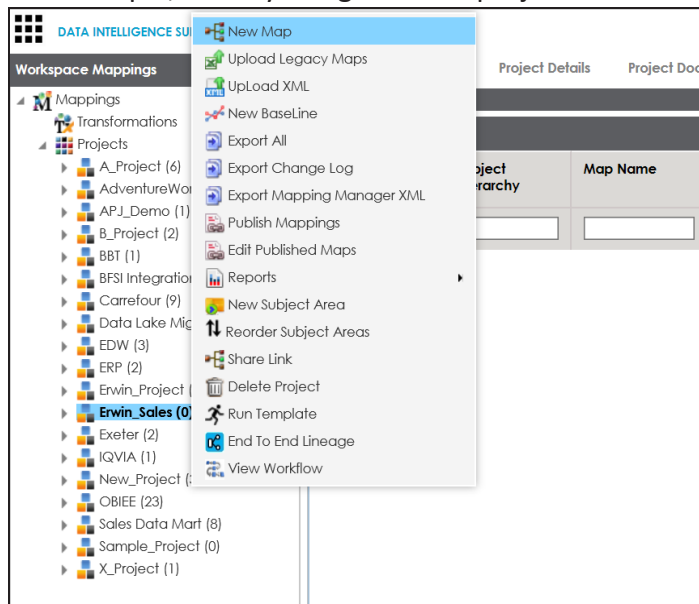 DATA INTELLIGENCE SU
Workspace Mappings
Mappings
Transformations
Projects
A_Project (6)
AdventureWor
APJ_Demo (1)
B_Project (2)
BBT (1)
BFSI Integration
Carrefour (9)
Data Lake Mig
EDW (3)
ERP (2)
Erwin_Project (
Erwin_Sales (0)
Exeter (2)
IQVIA (1)
New_Project (
OBIEE (23)
Sales Data Mart (8)
Sample_Project (0)
X_Project (1)
New Map
Upload Legacy Maps
UpLoad XML
New BaseLine
Export All
Export Change Log
Export Mapping Manager XML
Publish Mappings
Edit Published Maps
Reports
New Subject Area
Reorder Subject Areas
Share Link
Delete Project
Run Template
End To End Lineage
View Workflow
Project Details Project Doc
oject
erarchy
Map Name